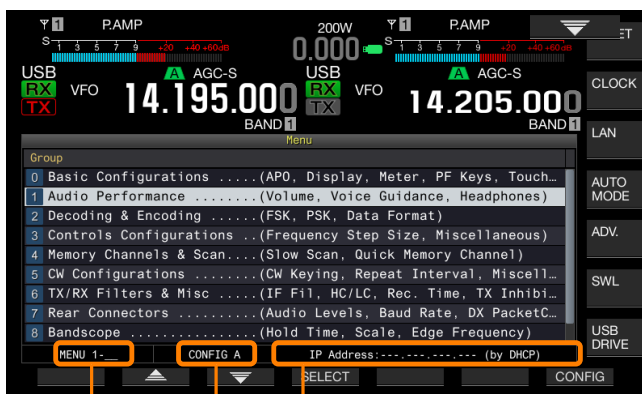 1 P.AMP 200W 1 P.AMP
S 1 3 5 7 9 +20 +40 +60dB 0.000 S 1 3 5 7 9 +20 +40 +60dB
USB A AGC-S USB A AGC-S
RX VFO 14.195.000 RX VFO 14.205.000
TX TX
BAND 1 BAND 1
Menu
Group
0 Basic Configurations .....(APO, Display, Meter, PF Keys, Touch…
1 Audio Performance ........(Volume, Voice Guidance, Headphones)
2 Decoding & Encoding ......(FSK, PSK, Data Format)
3 Controls Configurations ..(Frequency Step Size, Miscellaneous)
4 Memory Channels & Scan....(Slow Scan, Quick Memory Channel)
5 CW Configurations ........(CW Keying, Repeat Interval, Miscell…
6 TX/RX Filters & Misc .....(IF Fil, HC/LC, Rec. Time, TX Inhibi…
7 Rear Connectors ..........(Audio Levels, Baud Rate, DX PacketC…
8 Bandscope ................(Hold Time, Scale, Edge Frequency)
MENU 1-__ CONFIG A IP Address:---.---.---.--- (by DHCP)
SELECT CONFIG
ET
CLOCK
LAN
AUTO
MODE
ADV.
SWL
USB
DRIVE